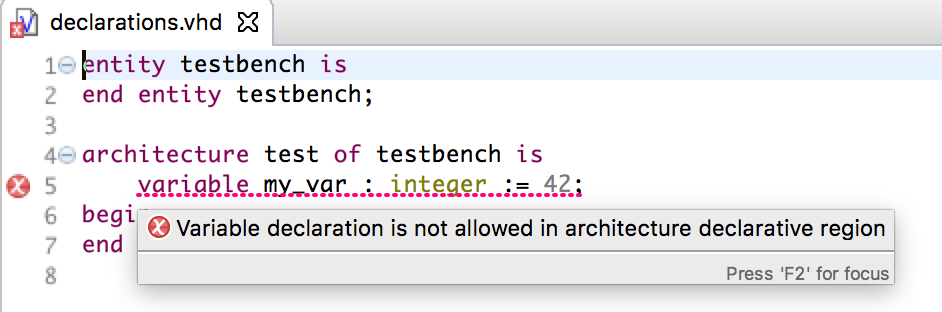 declarations.vhd
1 entity testbench is
2 end entity testbench;
3
4 architecture test of testbench is
5 variable my_var : integer := 42;
6 begi
Variable declaration is not allowed in architecture declarative region
7 end
Press 'F2' for focus
8